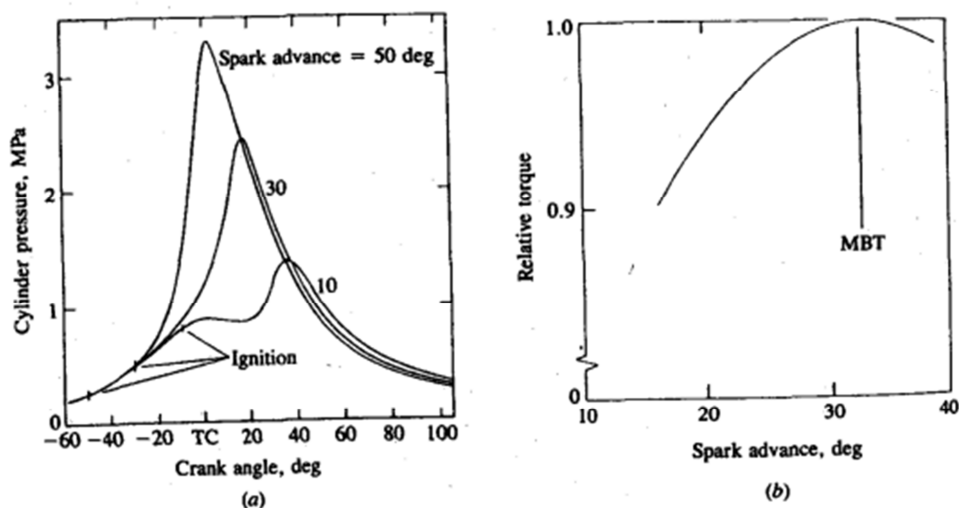 Spark advance = 50 deg
30
10
Ignition
Cylinder pressure, MPa
3
2
1
0
−60 −40 −20 TC 20 40 60 80 100
Crank angle, deg
(a)
1.0
0.9
0
Relative torque
MBT
10 20 30 40
Spark advance, deg
(b)